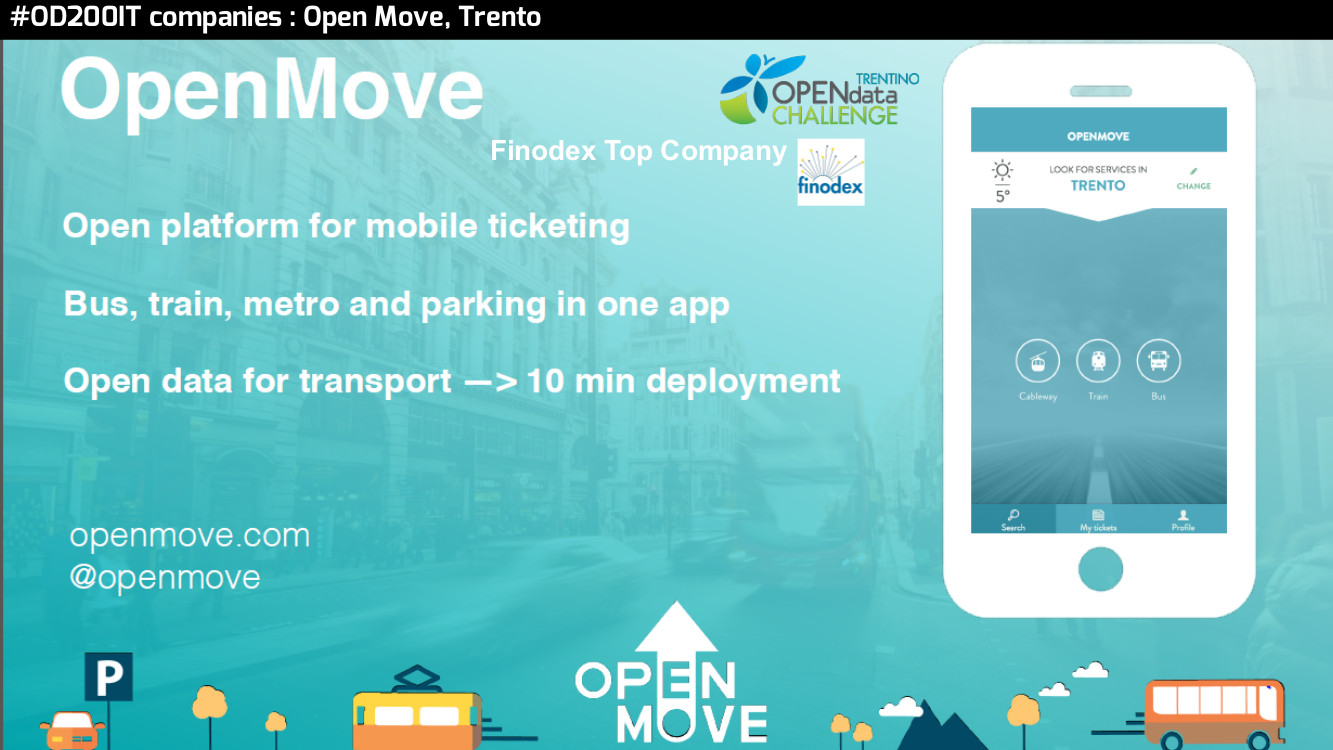 #OD200IT companies : Open Move, Trento
OpenMove
TRENTINO
OPENdata
CHALLENGE
Finodex Top Company
finodex
Open platform for mobile ticketing
Bus, train, metro and parking in one app
Open data for transport —> 10 min deployment
openmove.com
@openmove
OPENMOVE
LOOK FOR SERVICES IN
TRENTO
5°
CHANGE
Cableway Train Bus
Search My tickets Profile
P
OPEN
MOVE